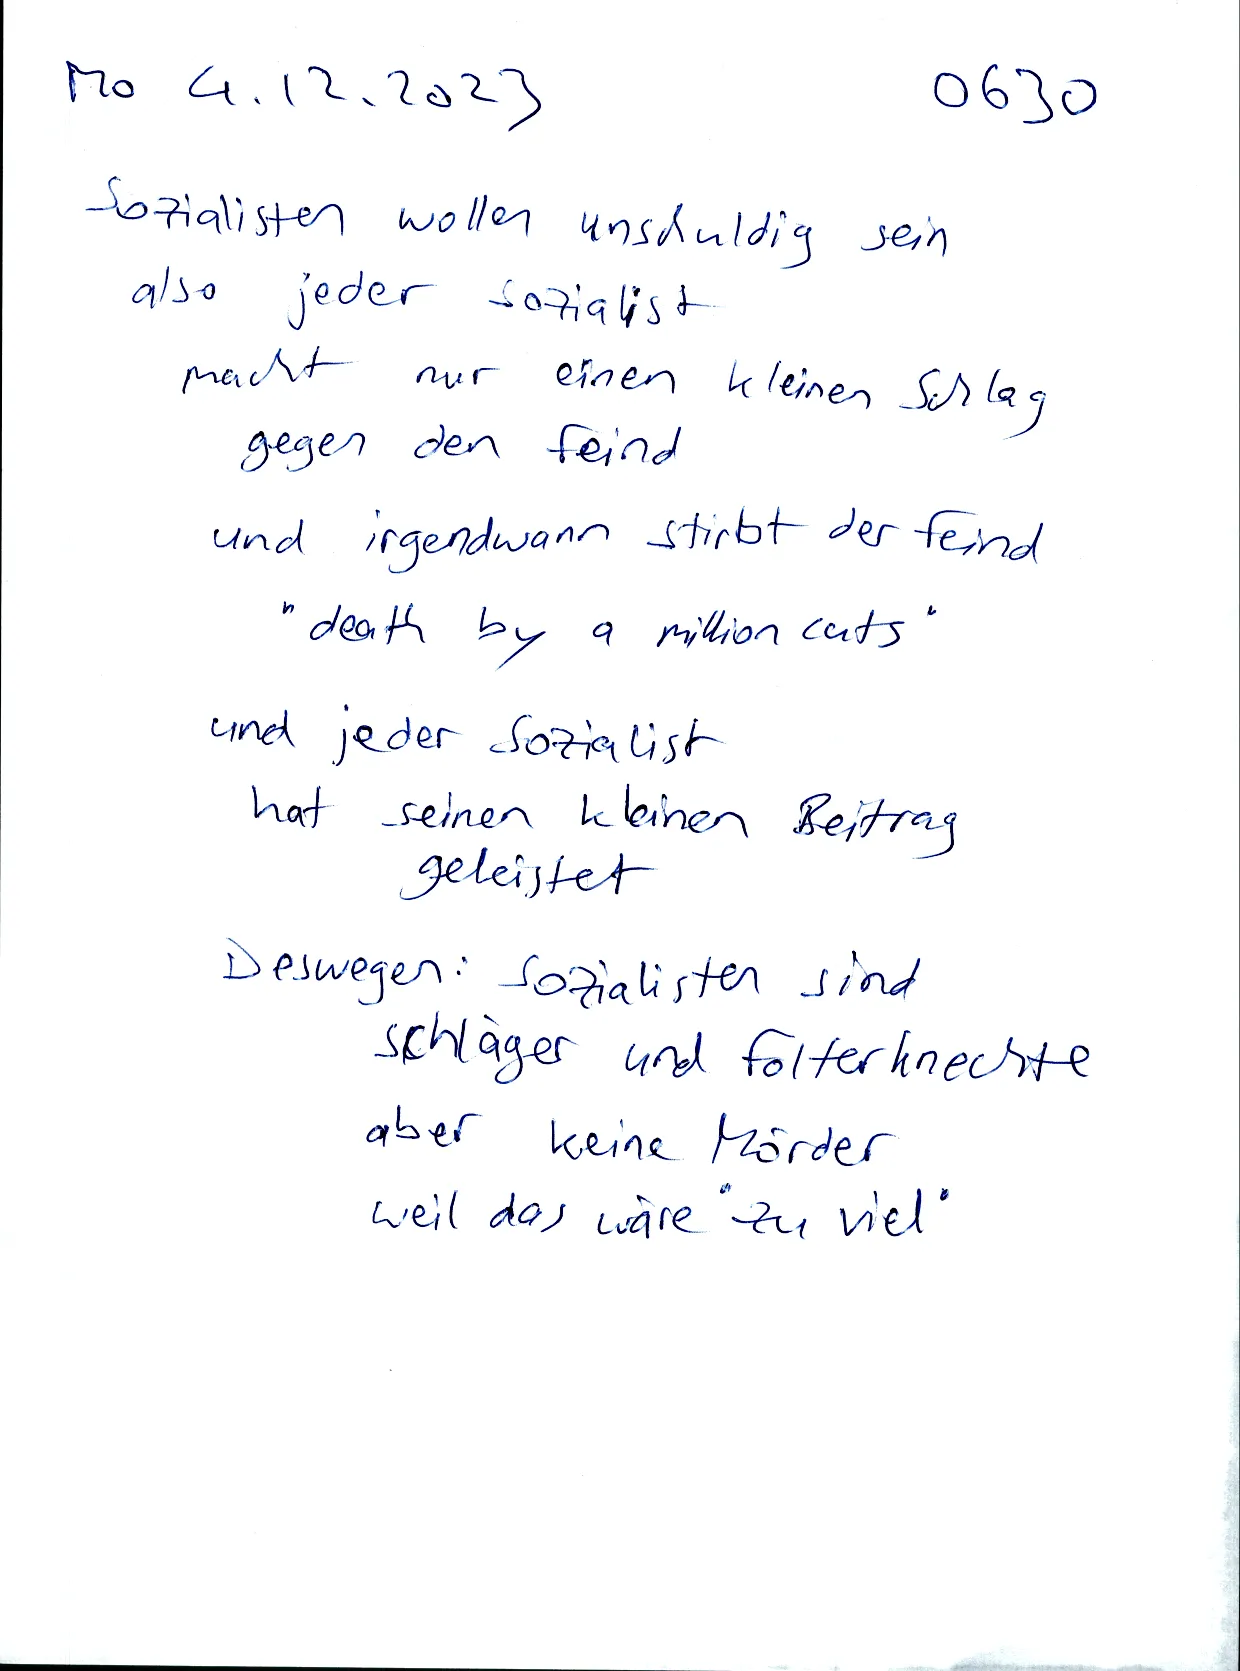 Mo 4.12.2023 0630
Sozialisten wollen unschuldig sein
also jeder sozialist
macht nur einen kleinen Schlag
gegen den feind
und irgendwann stirbt der feind
"death by a million cuts"
und jeder Sozialist
hat seinen kleinen Beitrag
geleistet
Deswegen: Sozialisten sind
schläger und folterknechte
aber keine Mörder
weil das wäre "zu viel"